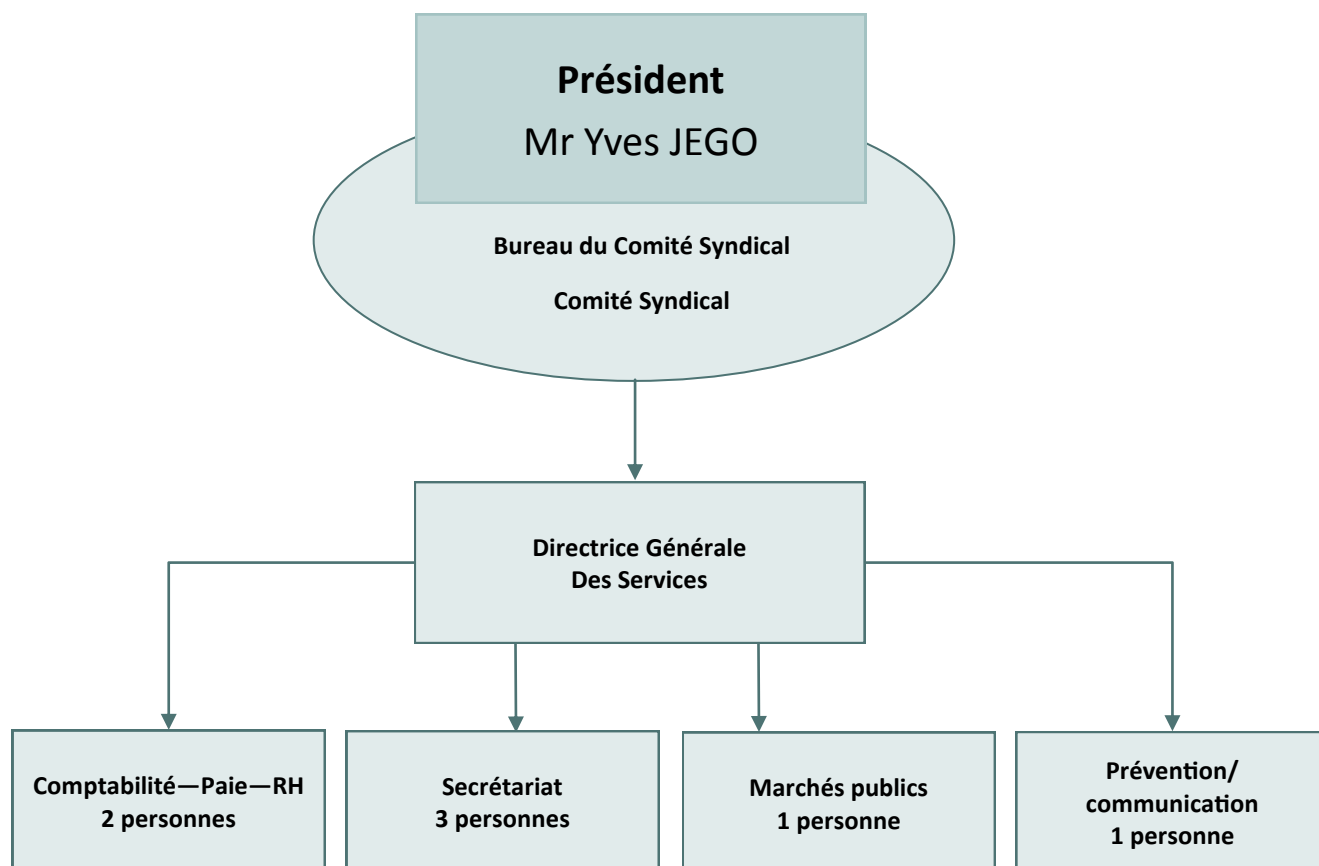 Président
Mr Yves JEGO
Bureau du Comité Syndical
Comité Syndical
Directrice Générale
Des Services
Comptabilité—Paie—RH
2 personnes
Secrétariat
3 personnes
Marchés publics
1 personne
Prévention/
communication
1 personne